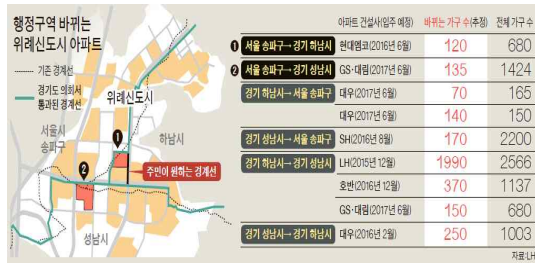 행정구역 바뀌는
위례신도시 아파트
기존 경계선
경기도 의회서
통과된 경계선
위례신도시
서울시
송파구
하남시
1
2
주민이 원하는 경계선
성남시
아파트 건설사(입주 예정) 바뀌는 가구 수(추정) 전체 가구 수
1 서울 송파구→경기 하남시 현대엠코(2016년 6월) 120 680
2 서울 송파구→경기 성남시 GS·대림(2017년 6월) 135 1424
경기 하남시→서울 송파구 대우(2017년 6월) 70 165
대우(2017년 6월) 140 150
경기 성남시→서울 송파구 SH(2016년 8월) 170 2200
경기 하남시→경기 성남시 LH(2015년 12월) 1990 2566
호반(2016년 12월) 370 1137
GS·대림(2017년 6월) 150 680
경기 성남시→경기 하남시 대우(2016년 2월) 250 1003
자료:LH